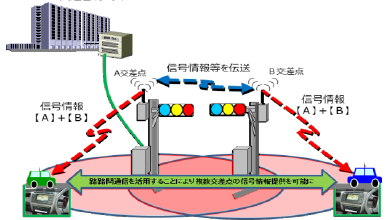 信号情報等を伝送
A交差点
B交差点
信号情報
【A】+【B】
信号情報
【A】+【B】
路路間通信を活用することにより複数交差点の信号情報提供を可能に